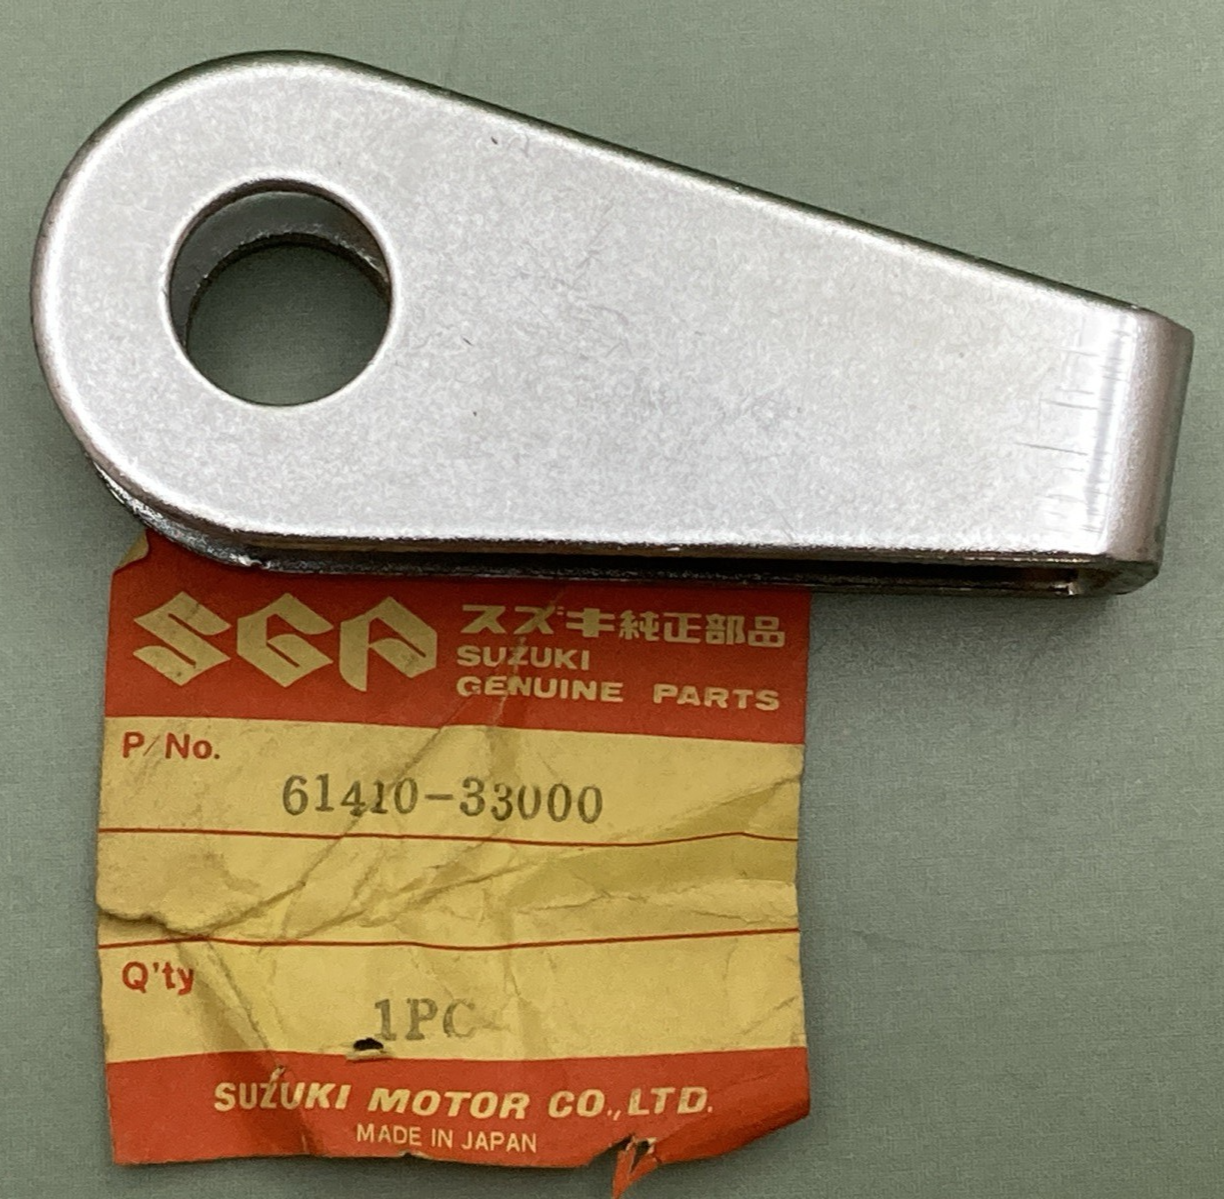 SGP スズキ純正部品
SUZUKI
GENUINE PARTS
P/No.
61410-33000
Q'ty
1PC
SUZUKI MOTOR CO.,LTD.
MADE IN JAPAN